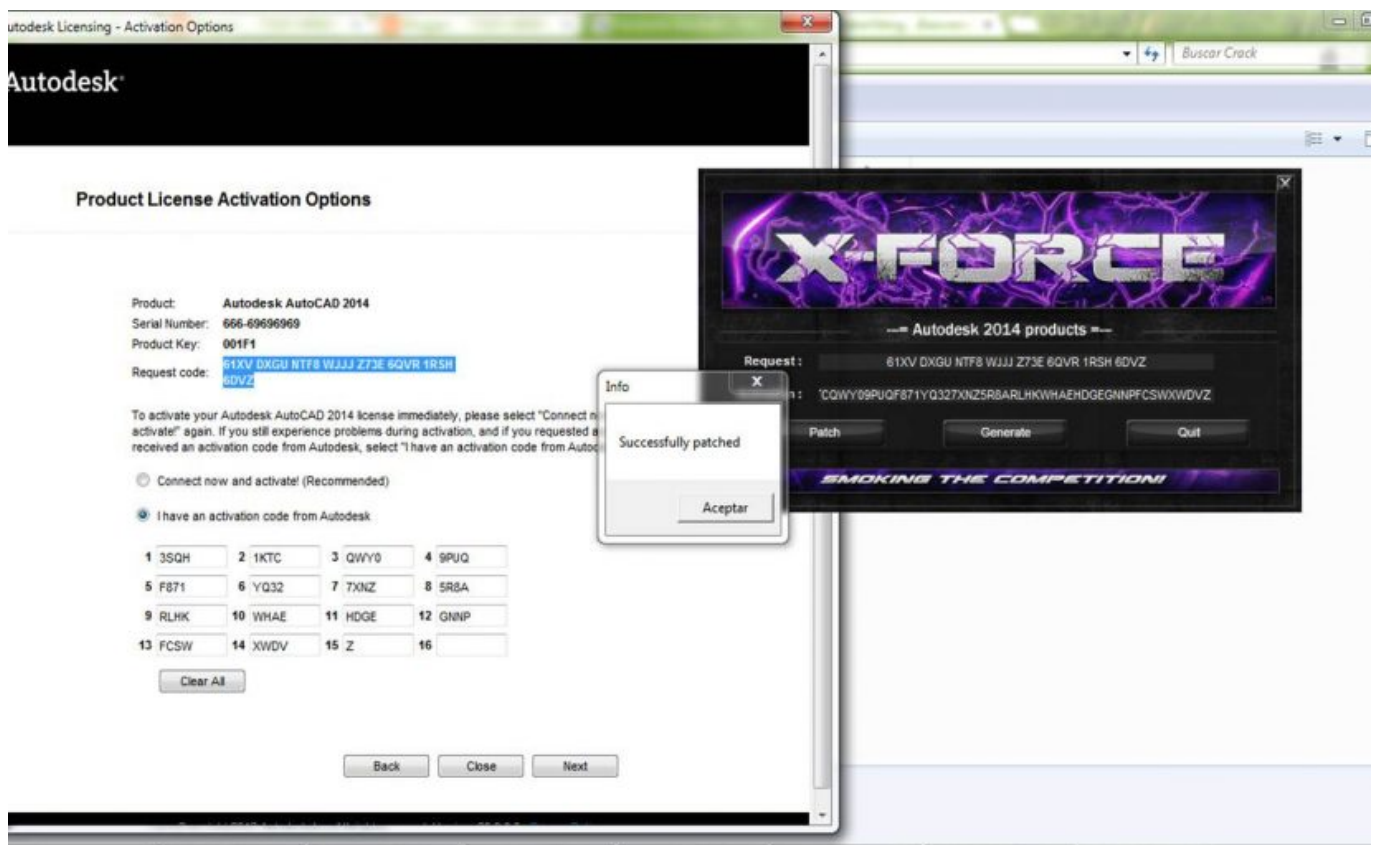 utodesk Licensing - Activation Options
Buscar Crack
Autodesk
Product License Activation Options
Product: Autodesk AutoCAD 2014
Serial Number: 666-69696969
Product Key: 001F1
Request code: 61XV DXGU NTF8 WJJJ Z73E 6QVR 1RSH
6DVZ
To activate your Autodesk AutoCAD 2014 license immediately, please select "Connect
activate!" again. If you still experience problems during activation, and if you requested
received an activation code from Autodesk, select "I have an activation code from
Connect now and activate! (Recommended)
I have an activation code from Autodesk
1 3SQH 2 1KTC 3 QWY0 4 9PUQ
5 F871 6 YQ32 7 7XNZ 8 5R8A
9 RLHK 10 WHAE 11 HDGE 12 GNNP
13 FCSW 14 XWDV 15 Z 16
Clear All
Back Close Next
Info
Successfully patched
Aceptar
X-FORCE
---= Autodesk 2014 products =---
Request : 61XV DXGU NTF8 WJJJ Z73E 6QVR 1RSH 6DVZ
CQWY09PUQF871YQ327XNZ5R8ARLHKWHAEHDGEGNNPFCSWXWDVZ
Patch Generate Quit
SMOKING THE COMPETITION!